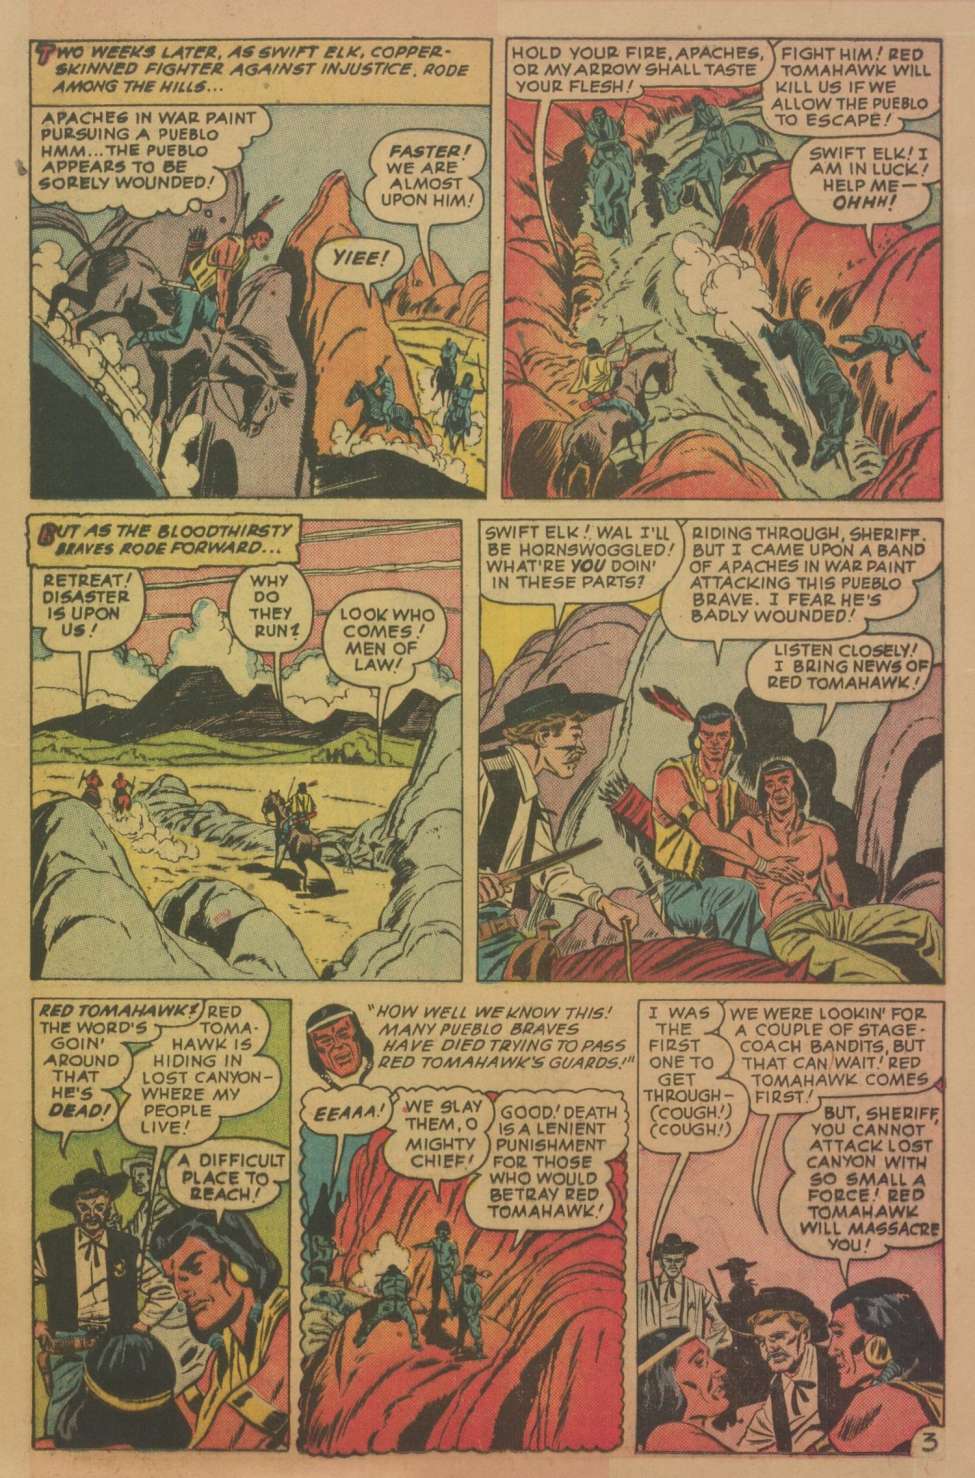 TWO WEEKS LATER, AS SWIFT ELK, COPPER-
SKINNED FIGHTER AGAINST INJUSTICE, RODE
AMONG THE HILLS...
APACHES IN WAR PAINT
PURSUING A PUEBLO
HMM...THE PUEBLO
APPEARS TO BE
SORELY WOUNDED!
FASTER!
WE ARE
ALMOST
UPON HIM!
YIEE!
HOLD YOUR FIRE, APACHES,
OR MY ARROW SHALL TASTE
YOUR FLESH!
FIGHT HIM! RED
TOMAHAWK WILL
KILL US IF WE
ALLOW THE PUEBLO
TO ESCAPE!
SWIFT ELK! I
AM IN LUCK!
HELP ME—
OHHH!
BUT AS THE BLOODTHIRSTY
BRAVES RODE FORWARD...
RETREAT!
DISASTER
IS UPON
US!
WHY
DO
THEY
RUN?
LOOK WHO
COMES!
MEN OF
LAW!
SWIFT ELK! WAL I'LL
BE HORNSWOGGLED!
WHAT'RE YOU DOIN'
IN THESE PARTS?
RIDING THROUGH, SHERIFF.
BUT I CAME UPON A BAND
OF APACHES IN WAR PAINT
ATTACKING THIS PUEBLO
BRAVE. I FEAR HE'S
BADLY WOUNDED!
LISTEN CLOSELY!
I BRING NEWS OF
RED TOMAHAWK!
RED TOMAHAWK?
THE WORD'S
GOIN'
AROUND
THAT
HE'S
DEAD!
RED
TOMA-
HAWK IS
HIDING IN
LOST CANYON—
WHERE MY
PEOPLE
LIVE!
A DIFFICULT
PLACE TO
REACH!
"HOW WELL WE KNOW THIS!
MANY PUEBLO BRAVES
HAVE DIED TRYING TO PASS
RED TOMAHAWK'S GUARDS!"
EEAAA!
WE SLAY
THEM, O
MIGHTY
CHIEF!
GOOD! DEATH
IS A LENIENT
PUNISHMENT
FOR THOSE
WHO WOULD
BETRAY RED
TOMAHAWK!
I WAS
THE
FIRST
ONE TO
GET
THROUGH—
(COUGH!)
(COUGH!)
WE WERE LOOKIN' FOR
A COUPLE OF STAGE-
COACH BANDITS, BUT
THAT CAN WAIT! RED
TOMAHAWK COMES
FIRST!
BUT, SHERIFF,
YOU CANNOT
ATTACK LOST
CANYON WITH
SO SMALL A
FORCE! RED
TOMAHAWK
WILL MASSACRE
YOU!
3